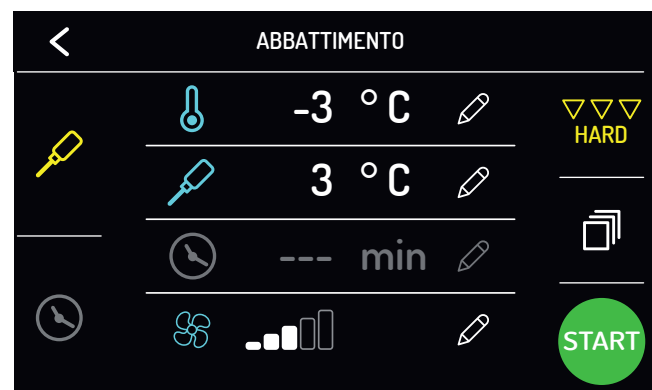 ABBATTIMENTO
-3 °C
HARD
3 °C
--- min
START